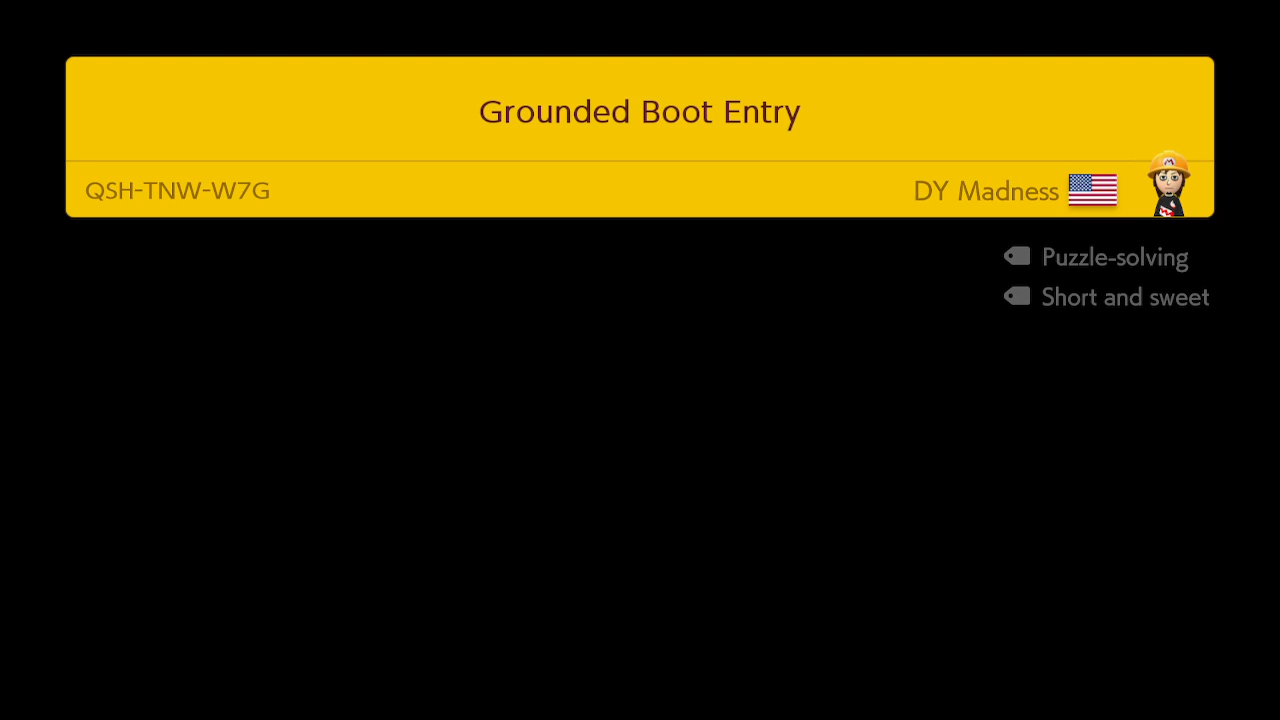 Grounded Boot Entry
QSH-TNW-W7G
DY Madness
Puzzle-solving
Short and sweet